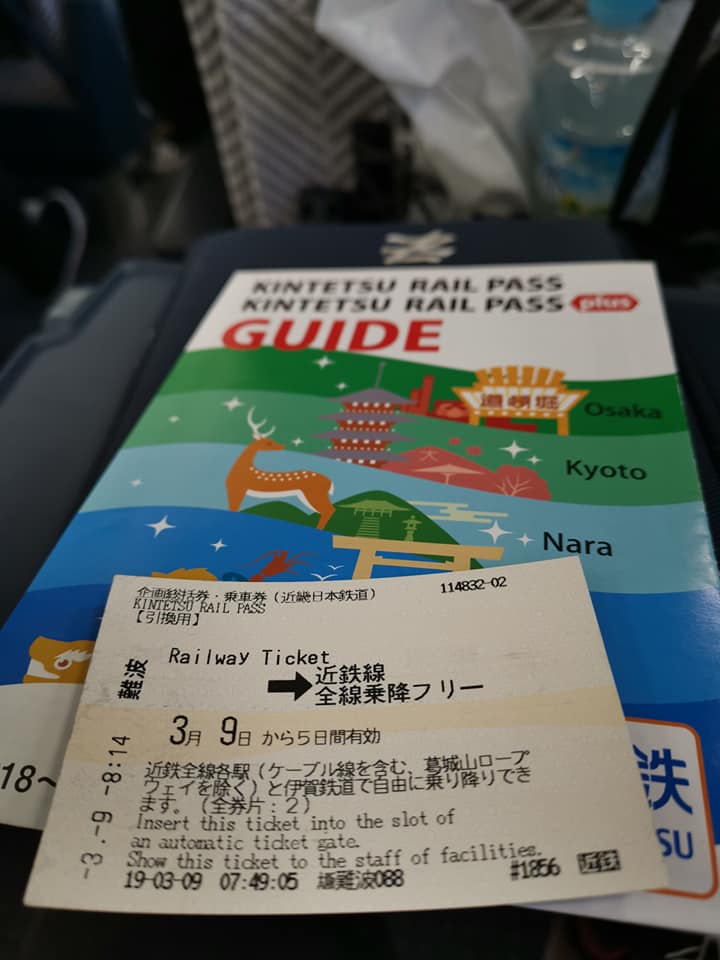 KINTETSU RAIL PASS
KINTETSU RAIL PASS plus
GUIDE
道頓堀
Osaka
Kyoto
Nara
企画総括券・乗車券（近畿日本鉄道） 114832-02
KINTETSU RAIL PASS
【引換用】
難波
Railway Ticket
➡近鉄線
全線乗降フリー
3月 9日 から5日間有効
近鉄全線各駅（ケーブル線を含む、葛城山ロープ
ウェイを除く）と伊賀鉄道で自由に乗り降りでき
ます。（全券片：2）
Insert this ticket into the slot of
an automatic ticket gate.
Show this ticket to the staff of facilities.
19-03-09 07:49:05 難波088 #1856 近鉄
-3.-9-8:14
18~
鉄
SU